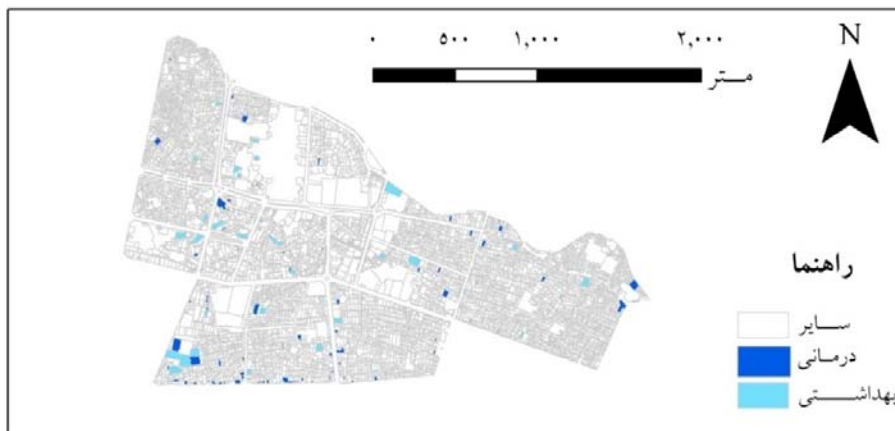 ۰ ۵۰۰ ۱,۰۰۰ ۲,۰۰۰
متر
N
راهنما
سایر
درمانی
بهداشتی